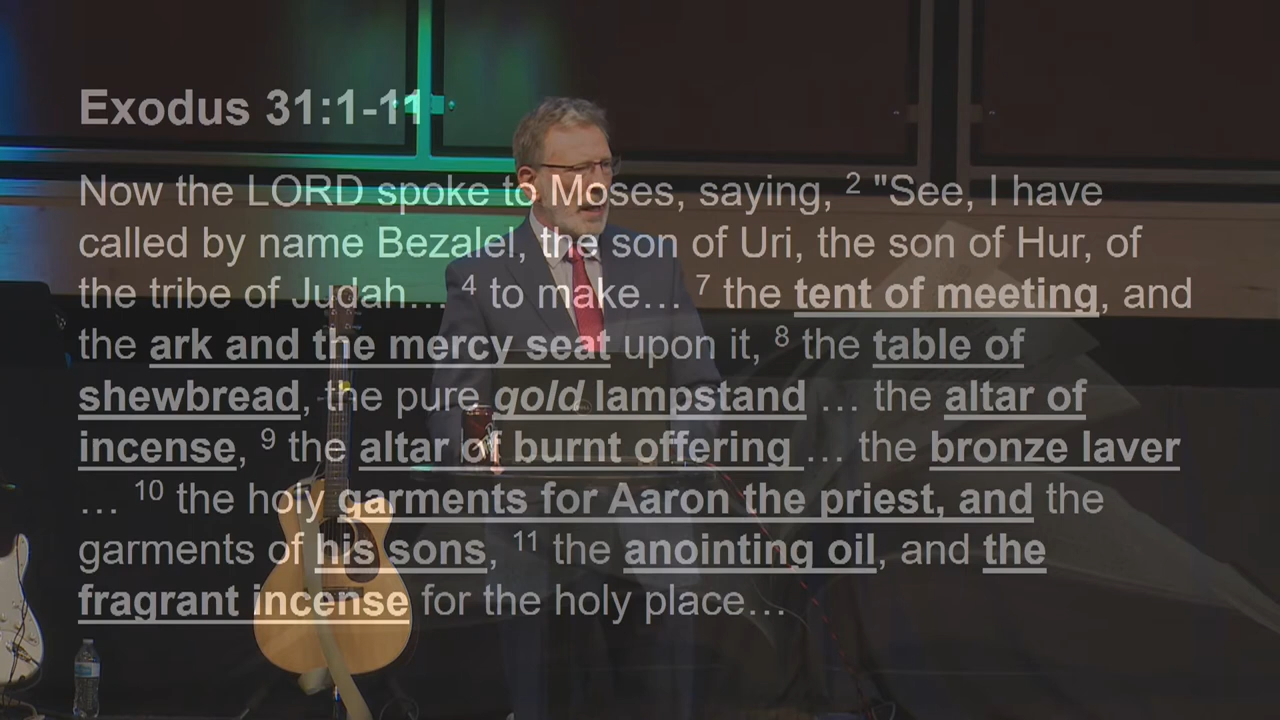 Exodus 31:1-11
Now the LORD spoke to Moses, saying, 2 "See, I have
called by name Bezalel, the son of Uri, the son of Hur, of
the tribe of Judah… 4 to make… 7 the tent of meeting, and
the ark and the mercy seat upon it, 8 the table of
shewbread, the pure gold lampstand … the altar of
incense, 9 the altar of burnt offering … the bronze laver
… 10 the holy garments for Aaron the priest, and the
garments of his sons, 11 the anointing oil, and the
fragrant incense for the holy place…